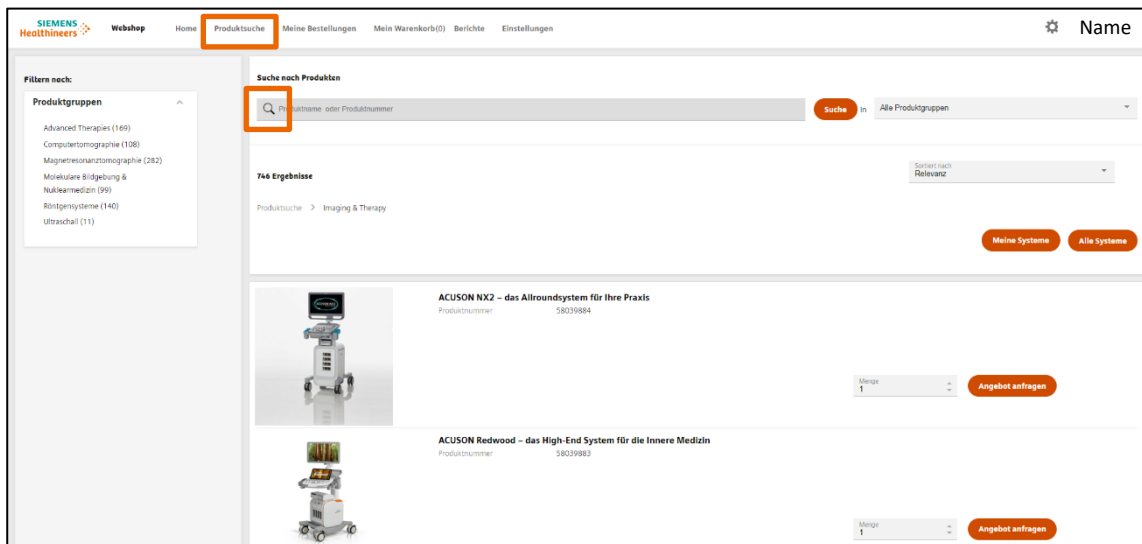 SIEMENS
Healthineers
Webshop
Home
Produktsuche
Meine Bestellungen
Mein Warenkorb(0)
Berichte
Einstellungen
Name
Filtern nach:
Produktgruppen
Advanced Therapies (169)
Computertomographie (108)
Magnetresonanztomographie (282)
Molekulare Bildgebung &
Nuklearmedizin (99)
Röntgensysteme (140)
Ultraschall (11)
Suche nach Produkten
Produktname oder Produktnummer
Suche
in
Alle Produktgruppen
746 Ergebnisse
Sortiert nach
Relevanz
Produktsuche > Imaging & Therapy
Meine Systeme
Alle Systeme
ACUSON NX2 – das Allroundsystem für Ihre Praxis
Produktnummer 58039884
Menge
1
Angebot anfragen
ACUSON Redwood – das High-End System für die Innere Medizin
Produktnummer 58039883
Menge
1
Angebot anfragen